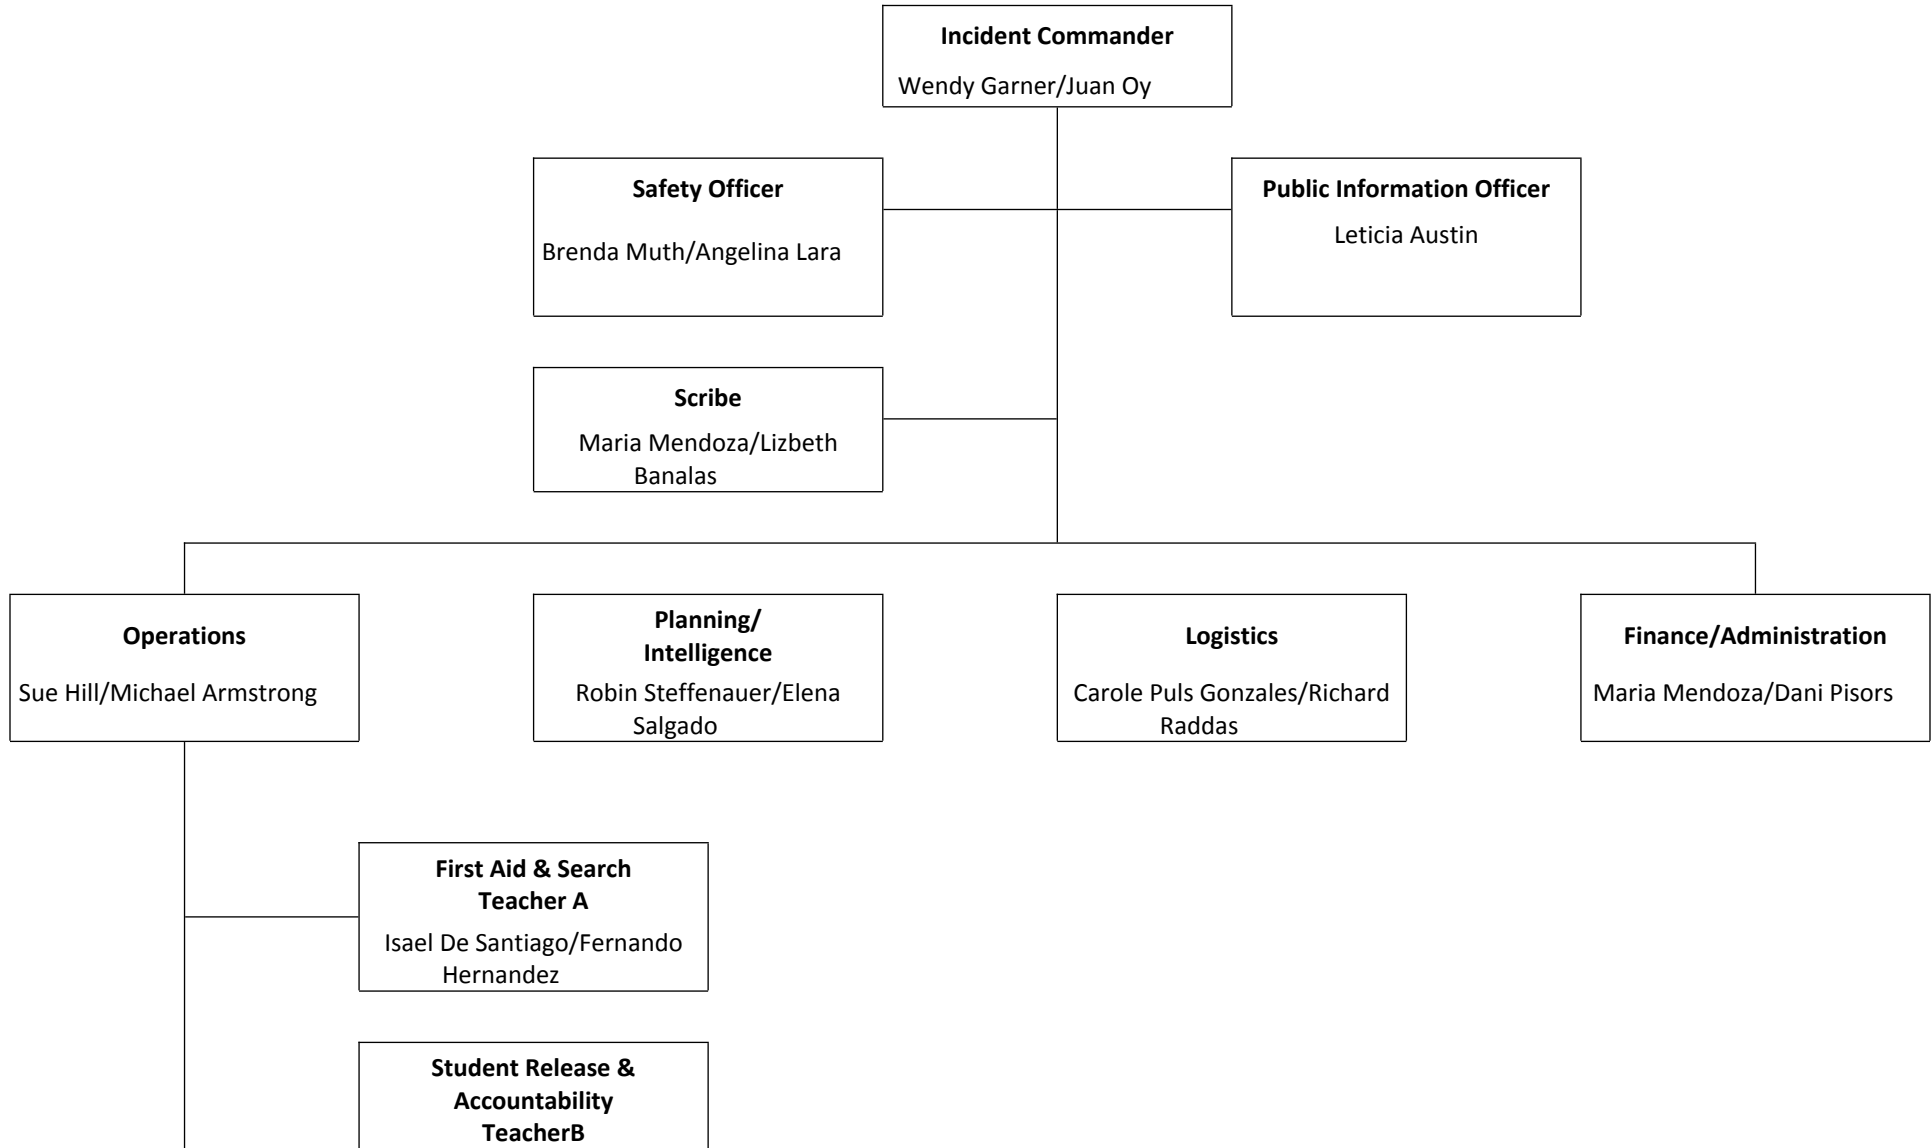 Incident Commander
Wendy Garner/Juan Oy
Safety Officer
Brenda Muth/Angelina Lara
Public Information Officer
Leticia Austin
Scribe
Maria Mendoza/Lizbeth
Banalas
Operations
Sue Hill/Michael Armstrong
Planning/
Intelligence
Robin Steffenauer/Elena
Salgado
Logistics
Carole Puls Gonzales/Richard
Raddas
Finance/Administration
Maria Mendoza/Dani Pisors
First Aid & Search
Teacher A
Isael De Santiago/Fernando
Hernandez
Student Release &
Accountability
TeacherB